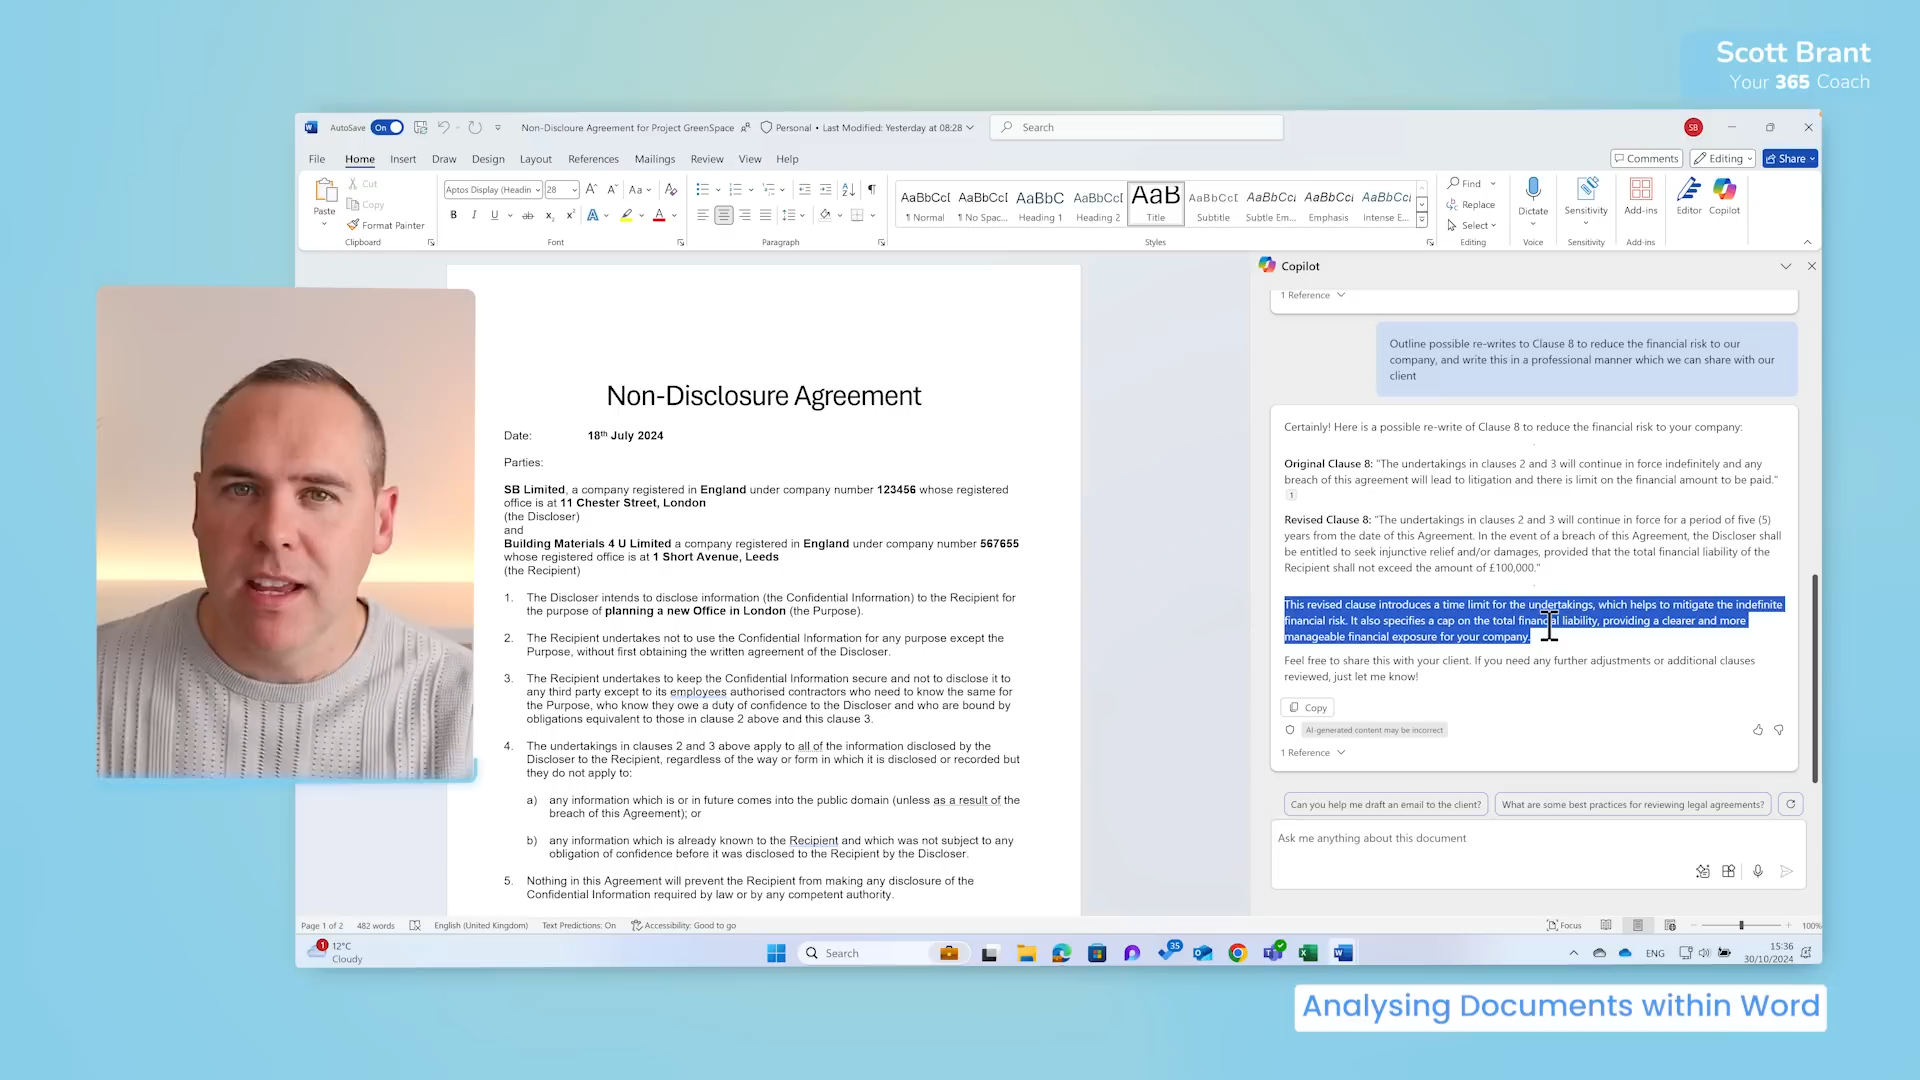 Scott Brant
Your 365 Coach
AutoSave On
Non-Disclosure Agreement for Project GreenSpace
Personal • Last Modified: Yesterday at 08:28
Search
SB
File Home Insert Draw Design Layout References Mailings Review View Help
Comments Editing Share
Paste
Cut
Copy
Format Painter
Clipboard
Aptos Display (Headin 28
Font
Paragraph
AaBbCcI AaBbCcI AaBbC AaBbCcI AaB AaBbCcI AaBbCcI AaBbCcI AaBbCcI
¶ Normal ¶ No Spac... Heading 1 Heading 2 Title Subtitle Subtle Em... Emphasis Intense E...
Styles
Find
Replace
Select
Editing
Dictate
Voice
Sensitivity
Sensitivity
Add-ins
Add-ins
Editor
Copilot
Non-Disclosure Agreement
Date: 18th July 2024
Parties:
SB Limited, a company registered in England under company number 123456 whose registered
office is at 11 Chester Street, London
(the Discloser)
and
Building Materials 4 U Limited a company registered in England under company number 567655
whose registered office is at 1 Short Avenue, Leeds
(the Recipient)
1. The Discloser intends to disclose information (the Confidential Information) to the Recipient for
the purpose of planning a new Office in London (the Purpose).
2. The Recipient undertakes not to use the Confidential Information for any purpose except the
Purpose, without first obtaining the written agreement of the Discloser.
3. The Recipient undertakes to keep the Confidential Information secure and not to disclose it to
any third party except to its employees authorised contractors who need to know the same for
the Purpose, who know they owe a duty of confidence to the Discloser and who are bound by
obligations equivalent to those in clause 2 above and this clause 3.
4. The undertakings in clauses 2 and 3 above apply to all of the information disclosed by the
Discloser to the Recipient, regardless of the way or form in which it is disclosed or recorded but
they do not apply to:
a) any information which is or in future comes into the public domain (unless as a result of the
breach of this Agreement); or
b) any information which is already known to the Recipient and which was not subject to any
obligation of confidence before it was disclosed to the Recipient by the Discloser.
5. Nothing in this Agreement will prevent the Recipient from making any disclosure of the
Confidential Information required by law or by any competent authority.
Copilot
1 Reference
Outline possible re-writes to Clause 8 to reduce the financial risk to our
company, and write this in a professional manner which we can share with our
client
Certainly! Here is a possible re-write of Clause 8 to reduce the financial risk to your company:
Original Clause 8: "The undertakings in clauses 2 and 3 will continue in force indefinitely and any
breach of this agreement will lead to litigation and there is limit on the financial amount to be paid."
1
Revised Clause 8: "The undertakings in clauses 2 and 3 will continue in force for a period of five (5)
years from the date of this Agreement. In the event of a breach of this Agreement, the Discloser shall
be entitled to seek injunctive relief and/or damages, provided that the total financial liability of the
Recipient shall not exceed the amount of £100,000."
This revised clause introduces a time limit for the undertakings, which helps to mitigate the indefinite
financial risk. It also specifies a cap on the total financial liability, providing a clearer and more
manageable financial exposure for your company.
Feel free to share this with your client. If you need any further adjustments or additional clauses
reviewed, just let me know!
Copy
AI-generated content may be incorrect
1 Reference
Can you help me draft an email to the client? What are some best practices for reviewing legal agreements?
Ask me anything about this document
Page 1 of 2 482 words English (United Kingdom) Text Predictions: On Accessibility: Good to go
Focus 100%
1 12°C
Cloudy
Search
35
ENG
15:36
30/10/2024
Analysing Documents within Word